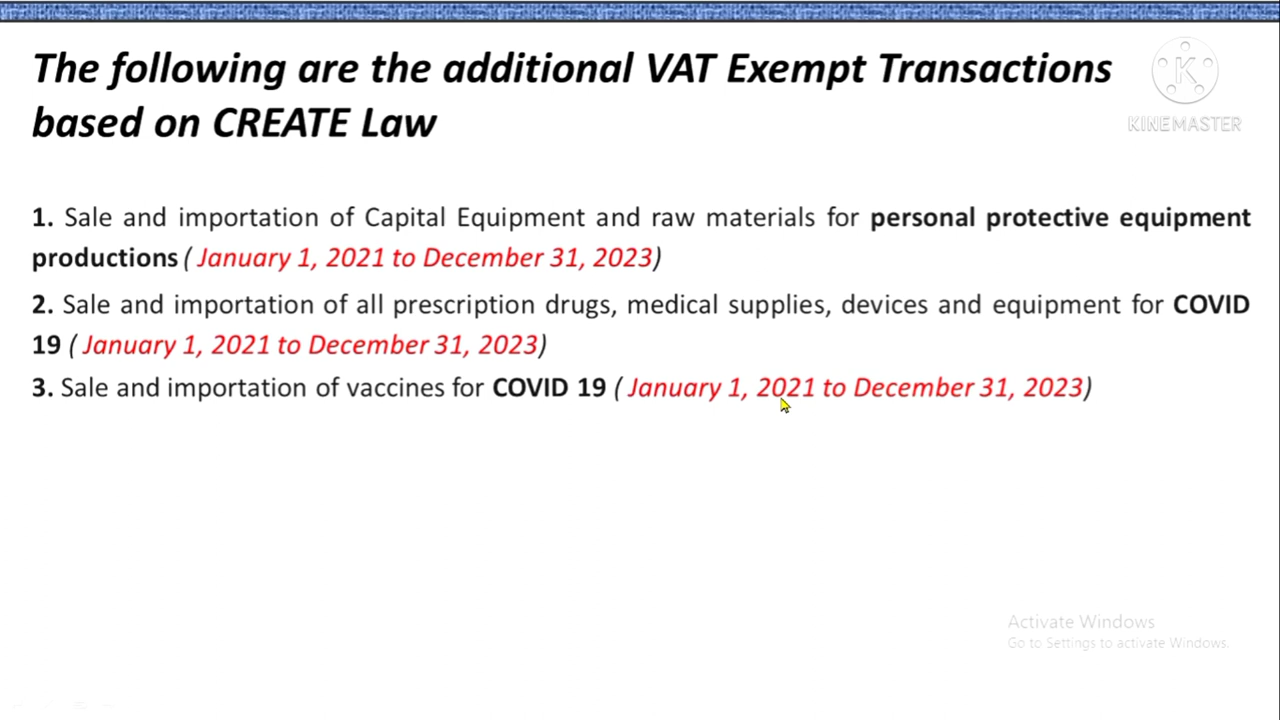 The following are the additional VAT Exempt Transactions
based on CREATE Law
K
KINEMASTER
1. Sale and importation of Capital Equipment and raw materials for personal protective equipment
productions ( January 1, 2021 to December 31, 2023)
2. Sale and importation of all prescription drugs, medical supplies, devices and equipment for COVID
19 ( January 1, 2021 to December 31, 2023)
3. Sale and importation of vaccines for COVID 19 ( January 1, 2021 to December 31, 2023)
Activate Windows
Go to Settings to activate Windows.